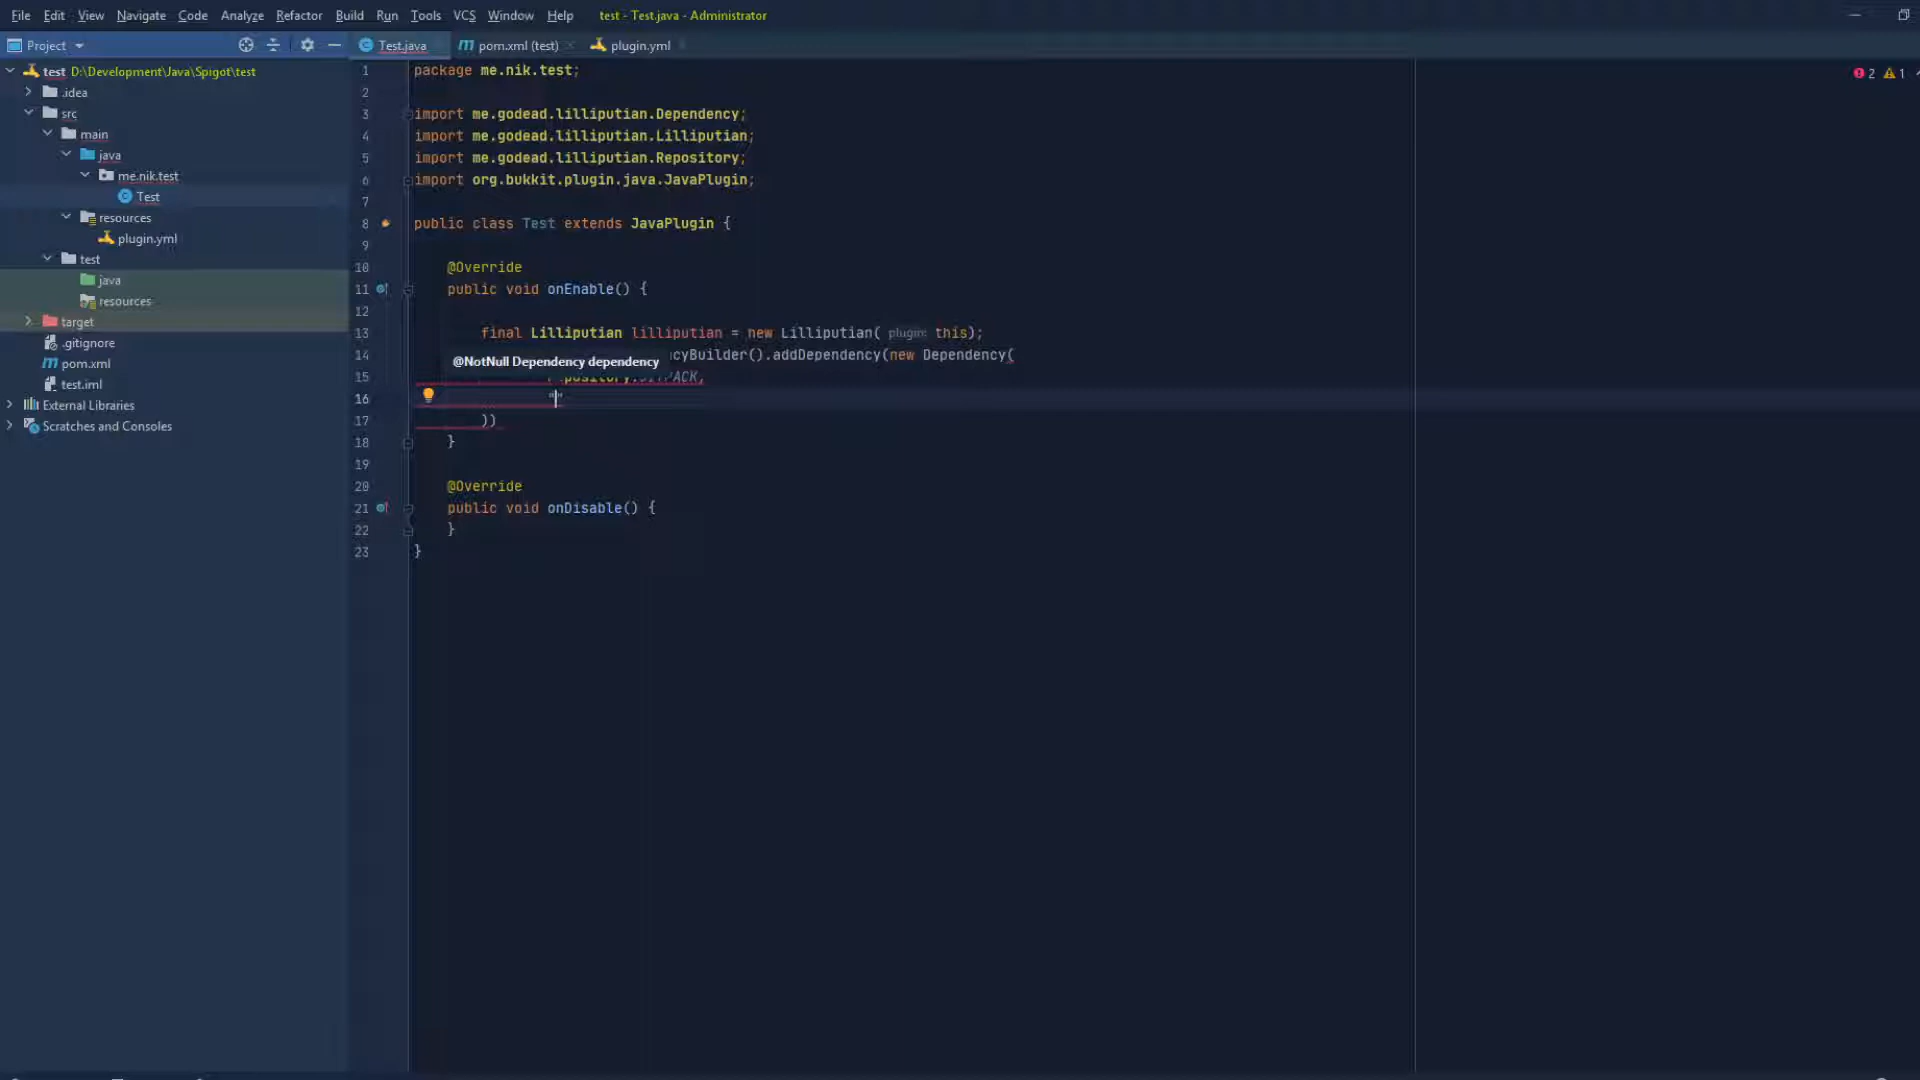 File Edit View Navigate Code Analyze Refactor Build Run Tools VCS Window Help test - Test.java - Administrator
Project Test.java pom.xml (test) plugin.yml
test D:\Development\Java\Spigot\test
.idea
src
main
java
me.nik.test
Test
resources
plugin.yml
test
java
resources
target
.gitignore
pom.xml
test.iml
External Libraries
Scratches and Consoles
2 1
1 package me.nik.test;
2
3 import me.godead.lilliputian.Dependency;
4 import me.godead.lilliputian.Lilliputian;
5 import me.godead.lilliputian.Repository;
6 import org.bukkit.plugin.java.JavaPlugin;
7
8 public class Test extends JavaPlugin {
9
10 @Override
11 public void onEnable() {
12
13 final Lilliputian lilliputian = new Lilliputian( plugin: this);
14 cyBuilder().addDependency(new Dependency(
@NotNull Dependency dependency
15 pository. PACK,
16 ""
17 ))
18 }
19
20 @Override
21 public void onDisable() {
22 }
23 }